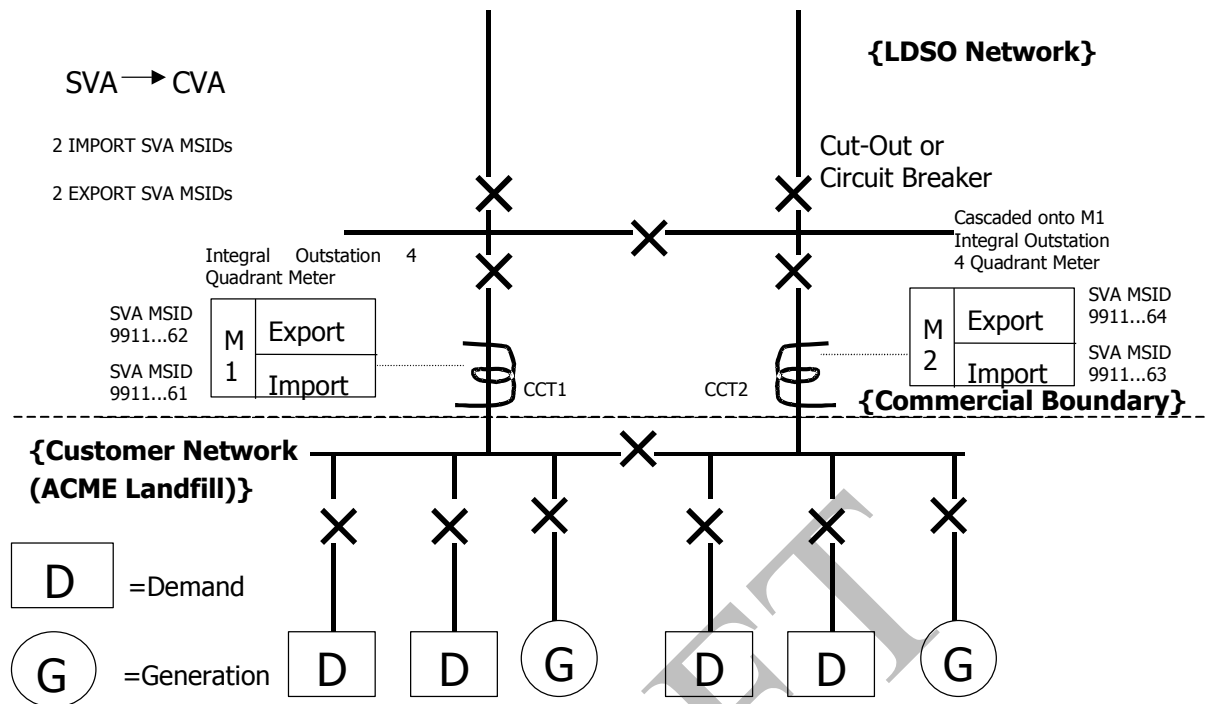 {LDSO Network}
SVA CVA
2 IMPORT SVA MSIDs
2 EXPORT SVA MSIDs
Cut-Out or
Circuit Breaker
Cascaded onto M1
Integral Outstation
4 Quadrant Meter
Integral Outstation 4
Quadrant Meter
SVA MSID
9911...62
SVA MSID
9911...61
M
1
Export
Import
CCT1
CCT2
M
2
Export
Import
SVA MSID
9911...64
SVA MSID
9911...63
{Commercial Boundary}
{Customer Network
(ACME Landfill)}
D =Demand
G =Generation
D D G D D G